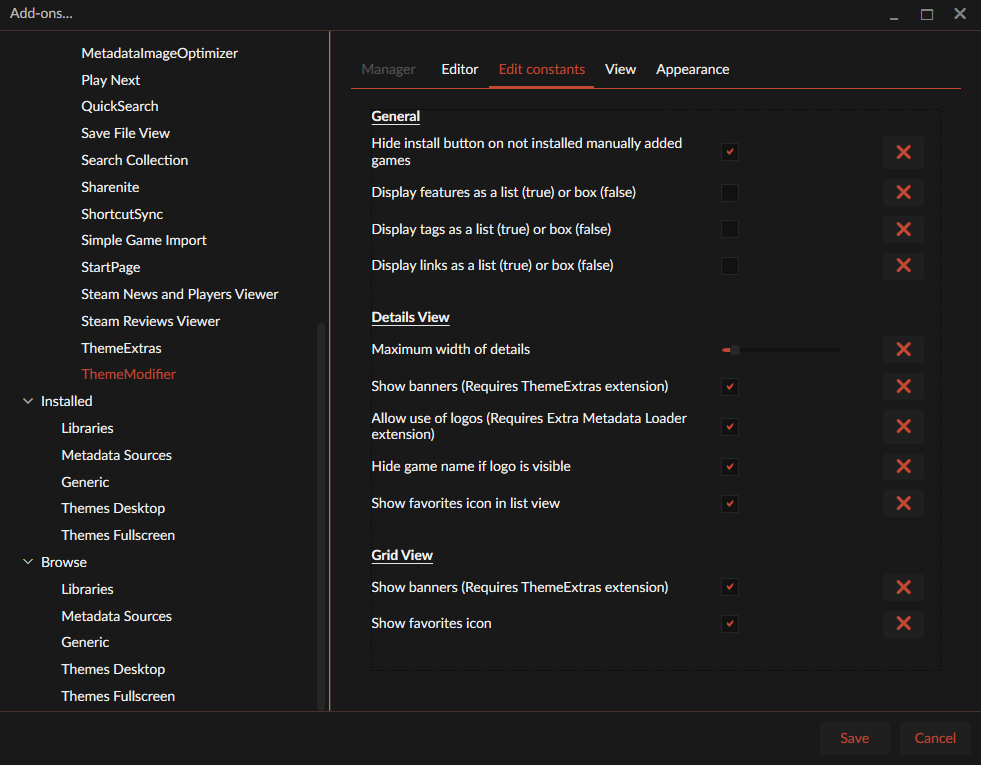 Add-ons...
MetadataImageOptimizer
Play Next
QuickSearch
Save File View
Search Collection
Sharenite
ShortcutSync
Simple Game Import
StartPage
Steam News and Players Viewer
Steam Reviews Viewer
ThemeExtras
ThemeModifier
Installed
Libraries
Metadata Sources
Generic
Themes Desktop
Themes Fullscreen
Browse
Libraries
Metadata Sources
Generic
Themes Desktop
Themes Fullscreen
Manager Editor Edit constants View Appearance
General
Hide install button on not installed manually added
games
Display features as a list (true) or box (false)
Display tags as a list (true) or box (false)
Display links as a list (true) or box (false)
Details View
Maximum width of details
Show banners (Requires ThemeExtras extension)
Allow use of logos (Requires Extra Metadata Loader
extension)
Hide game name if logo is visible
Show favorites icon in list view
Grid View
Show banners (Requires ThemeExtras extension)
Show favorites icon
Save Cancel